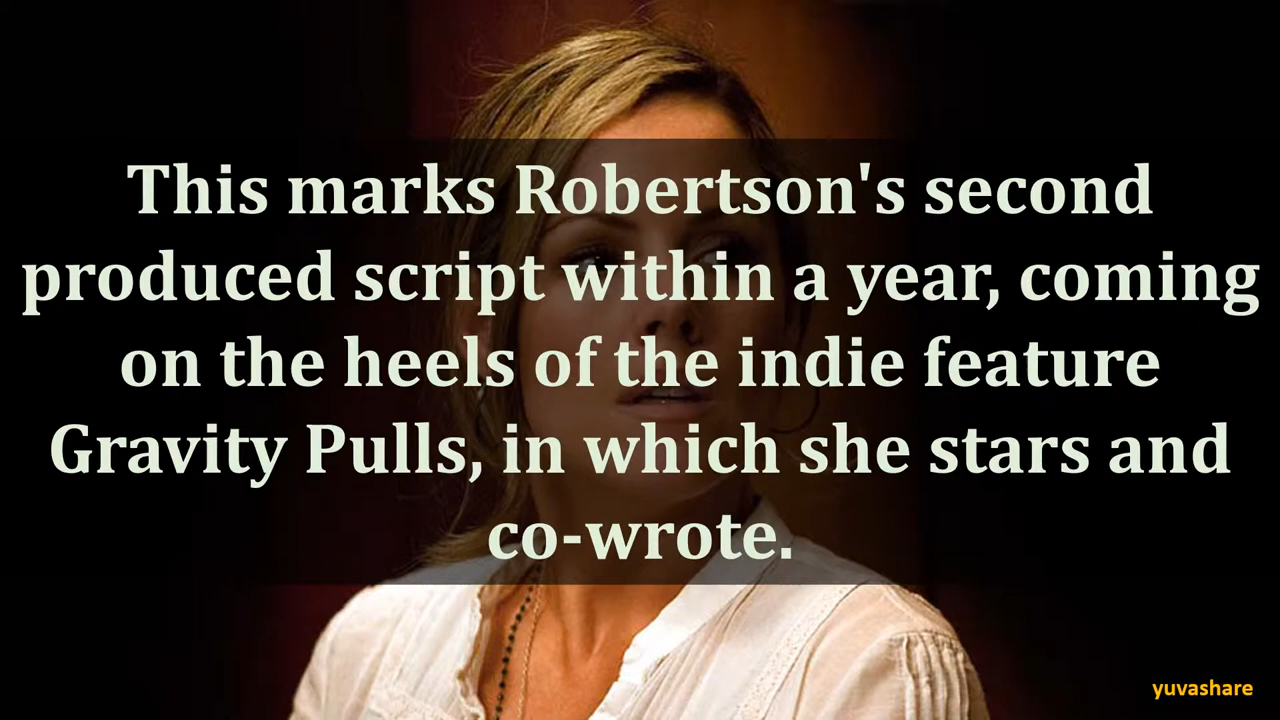 This marks Robertson's second
produced script within a year, coming
on the heels of the indie feature
Gravity Pulls, in which she stars and
co-wrote.
yuvashare